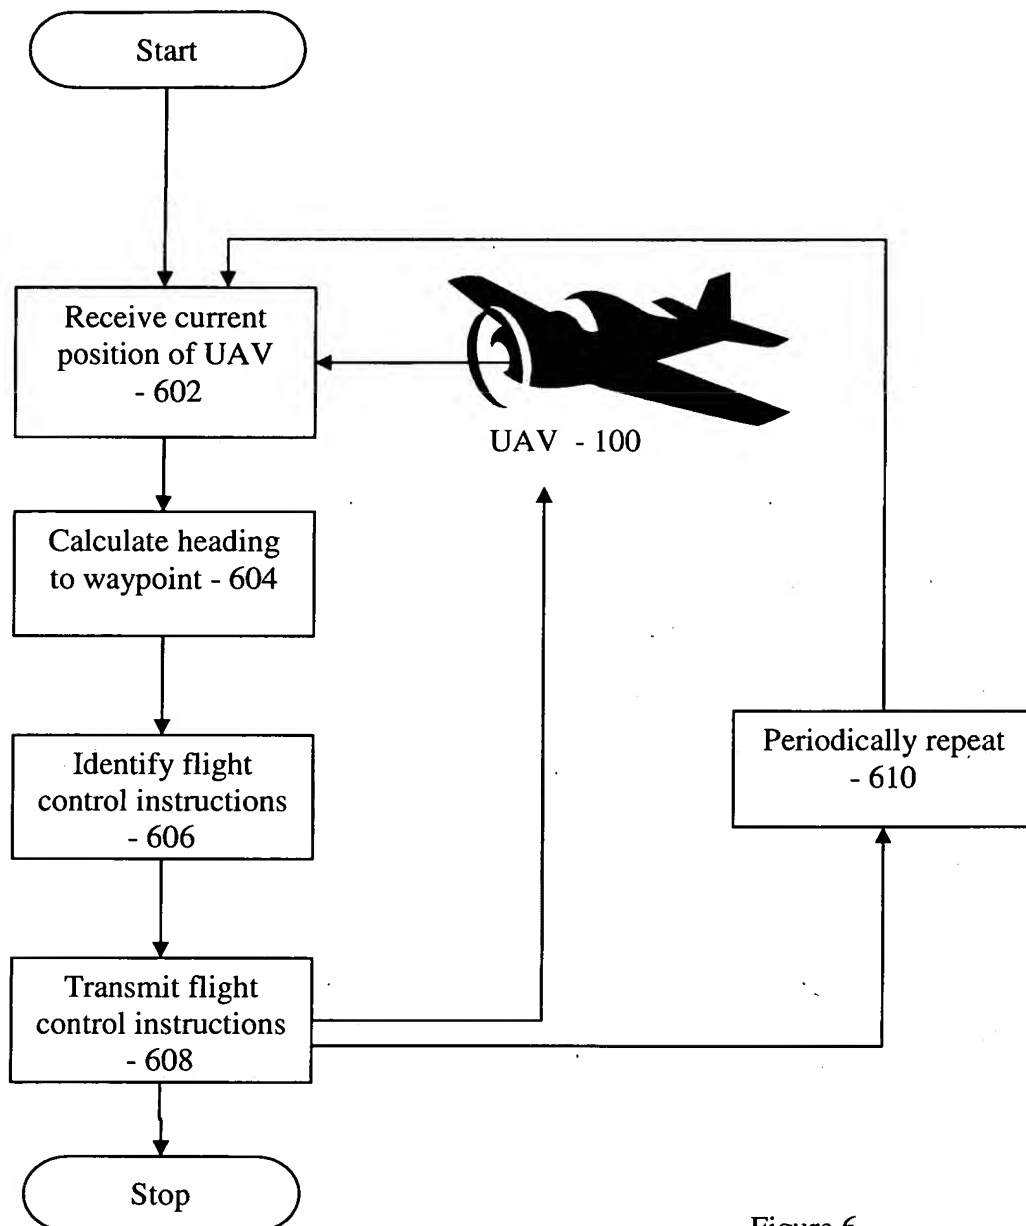 Start
Receive current
position of UAV
- 602
UAV - 100
Calculate heading
to waypoint - 604
Identify flight
control instructions
- 606
Periodically repeat
- 610
Transmit flight
control instructions
- 608
Stop
Figure 6